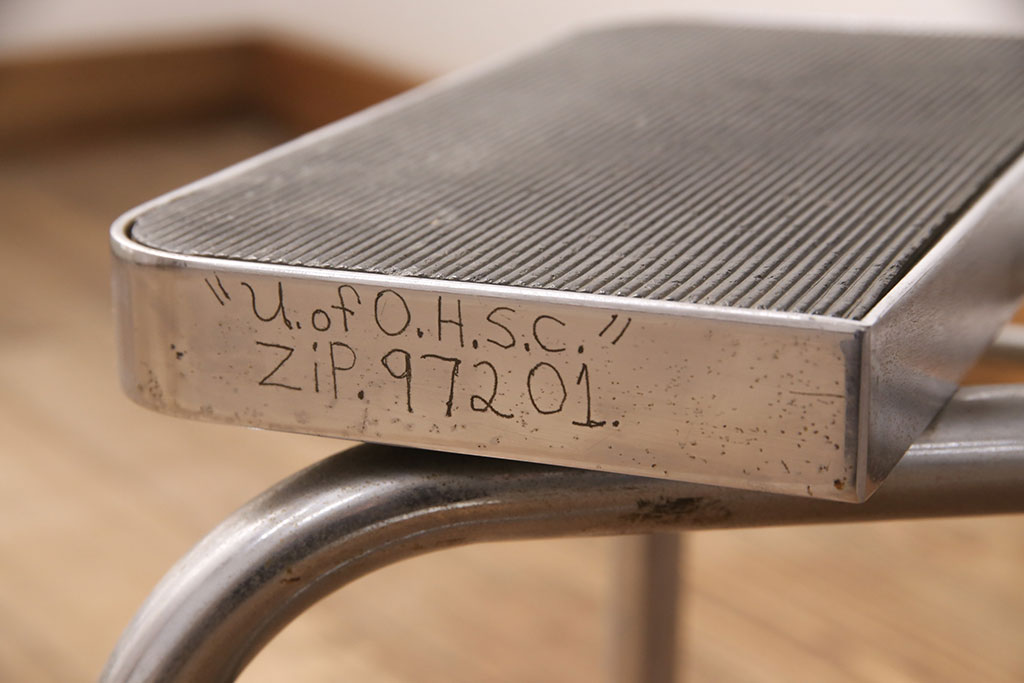 "U. of O.H.S.C."
ZiP. 97201.